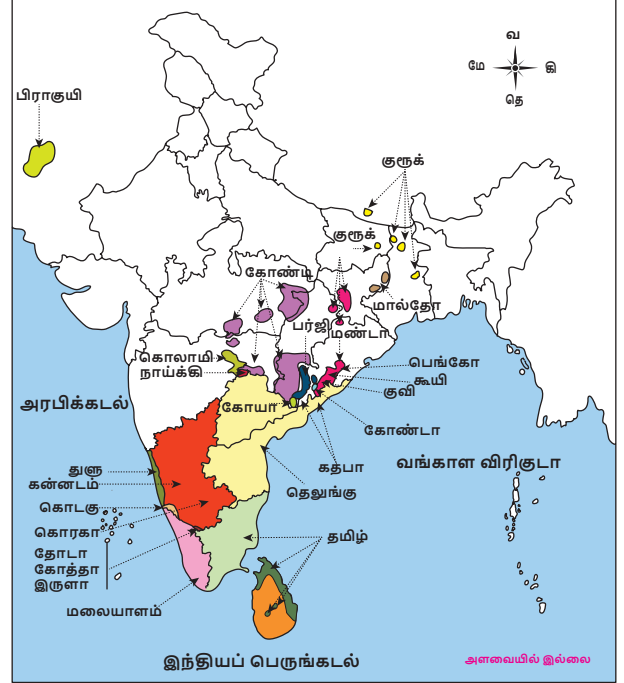 வ
மே
கி
தெ
பிராகுயி
குரூக்
குரூக்
கோண்டி
மால்தோ
பர்ஜி
மண்டா
கொலாமி
நாய்க்கி
பெங்கோ
கூயி
குவி
கோயா
அரபிக்கடல்
கோண்டா
கத்பா
வங்காள விரிகுடா
துளு
கன்னடம்
தெலுங்கு
கொடகு
கொரகா
தமிழ்
தோடா
கோத்தா
இருளா
மலையாளம்
இந்தியப் பெருங்கடல்
அளவையில் இல்லை